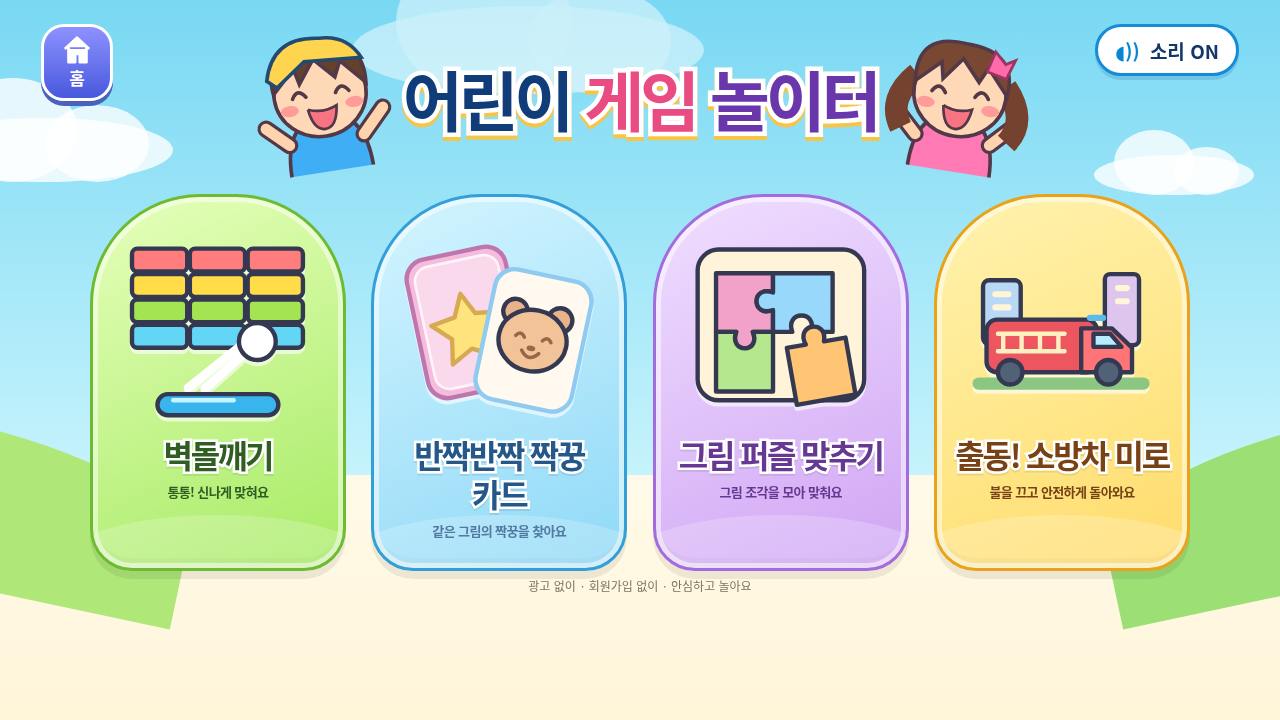 홈
소리 ON
어린이 게임 놀이터
벽돌깨기
통통! 신나게 맞혀요
반짝반짝 짝꿍
카드
같은 그림의 짝꿍을 찾아요
그림 퍼즐 맞추기
그림 조각을 모아 맞춰요
출동! 소방차 미로
불을 끄고 안전하게 돌아와요
광고 없이 · 회원가입 없이 · 안심하고 놀아요